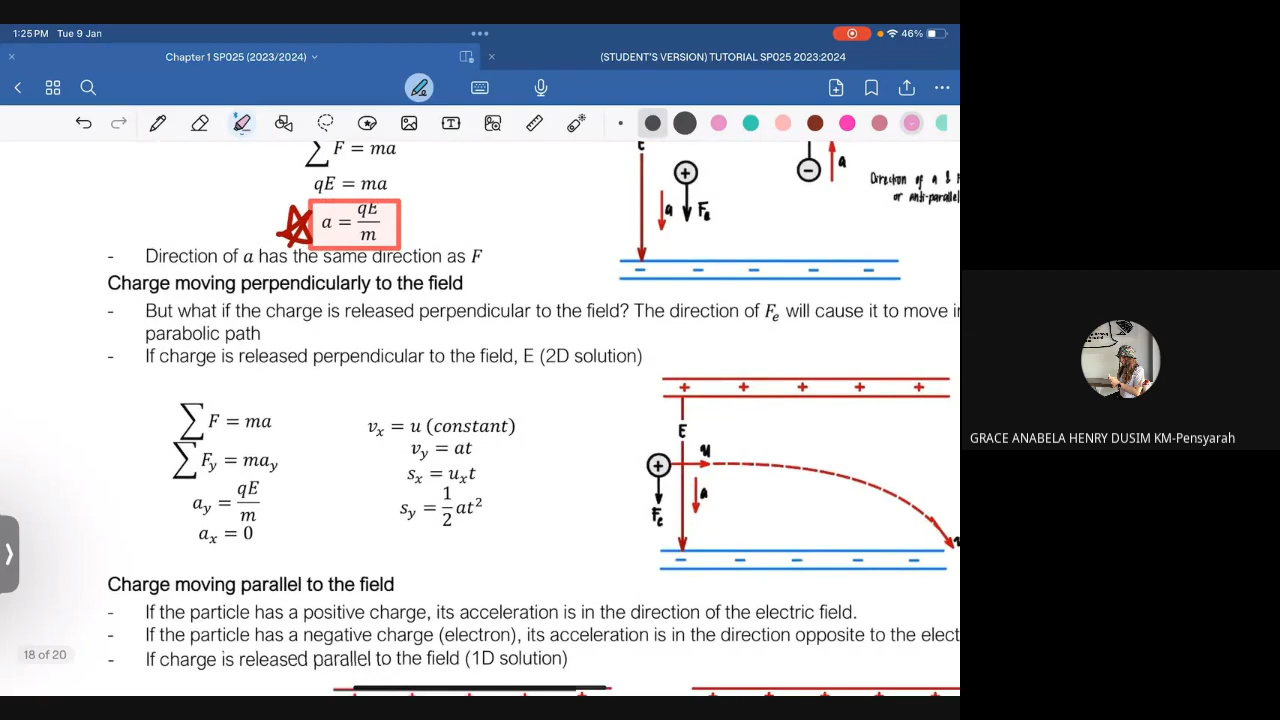 1:25 PM Tue 9 Jan
46%
Chapter 1 SP025 (2023/2024)
(STUDENT'S VERSION) TUTORIAL SP025 2023:2024
∑ F = ma
qE = ma
a = qE/m
- Direction of a has the same direction as F
E
+
a
Fe
−
a
Direction of a &
or anti-parallel
− − − − −
Charge moving perpendicularly to the field
- But what if the charge is released perpendicular to the field? The direction of Fe will cause it to move
parabolic path
- If charge is released perpendicular to the field, E (2D solution)
∑ F = ma
∑ Fy = may
ay = qE/m
ax = 0
vx = u (constant)
vy = at
sx = uxt
sy = 1/2 at²
+ + + + +
E
+
u
a
Fe
− − − − −
Charge moving parallel to the field
- If the particle has a positive charge, its acceleration is in the direction of the electric field.
- If the particle has a negative charge (electron), its acceleration is in the direction opposite to the
- If charge is released parallel to the field (1D solution)
18 of 20
GRACE ANABELA HENRY DUSIM KM-Pensyarah